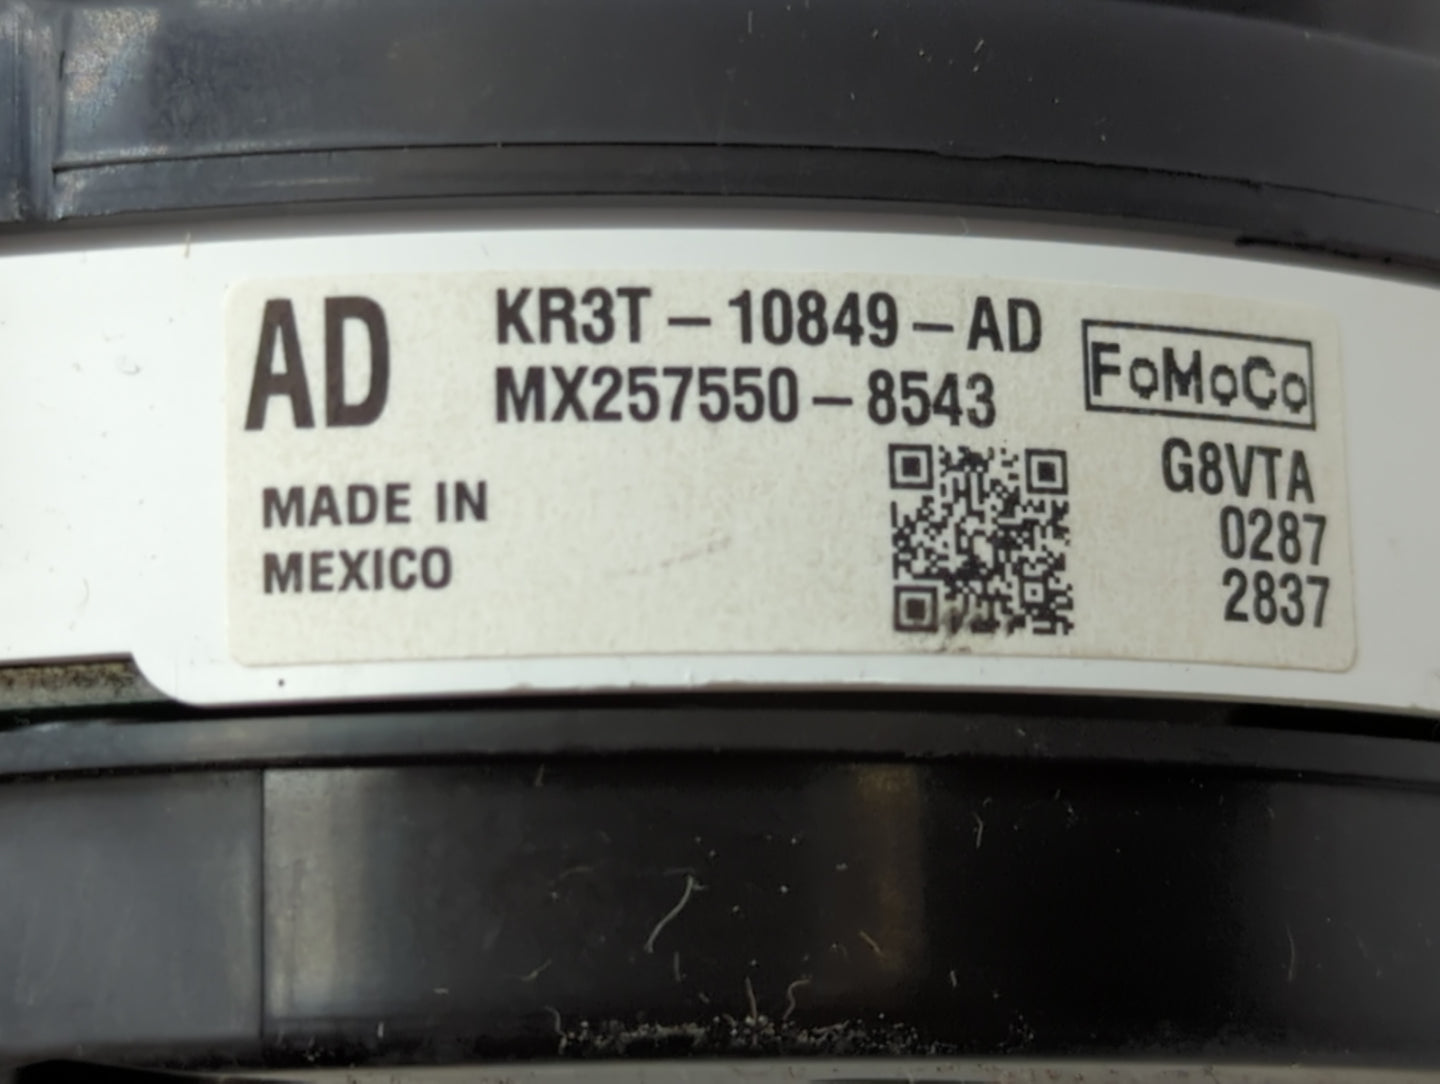 AD
KR3T-10849-AD
MX257550-8543
FoMoCo
MADE IN
MEXICO
G8VTA
0287
2837